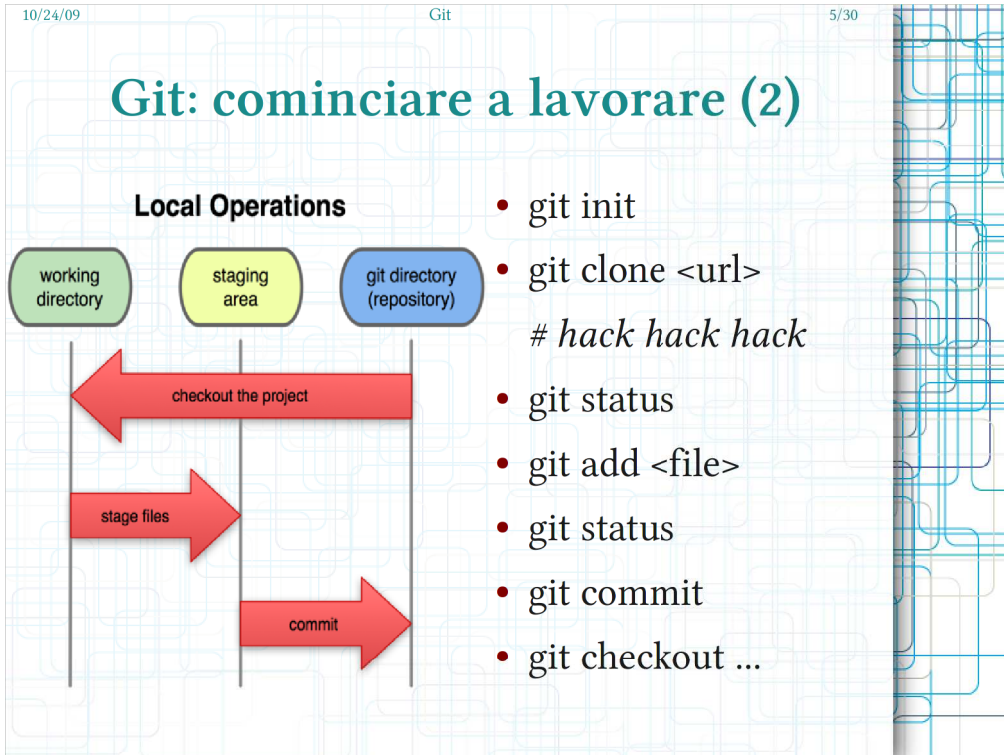 10/24/09
Git
5/30
Git: cominciare a lavorare (2)
Local Operations
working
directory
staging
area
git directory
(repository)
checkout the project
stage files
commit
• git init
• git clone <url>
# hack hack hack
• git status
• git add <file>
• git status
• git commit
• git checkout ...